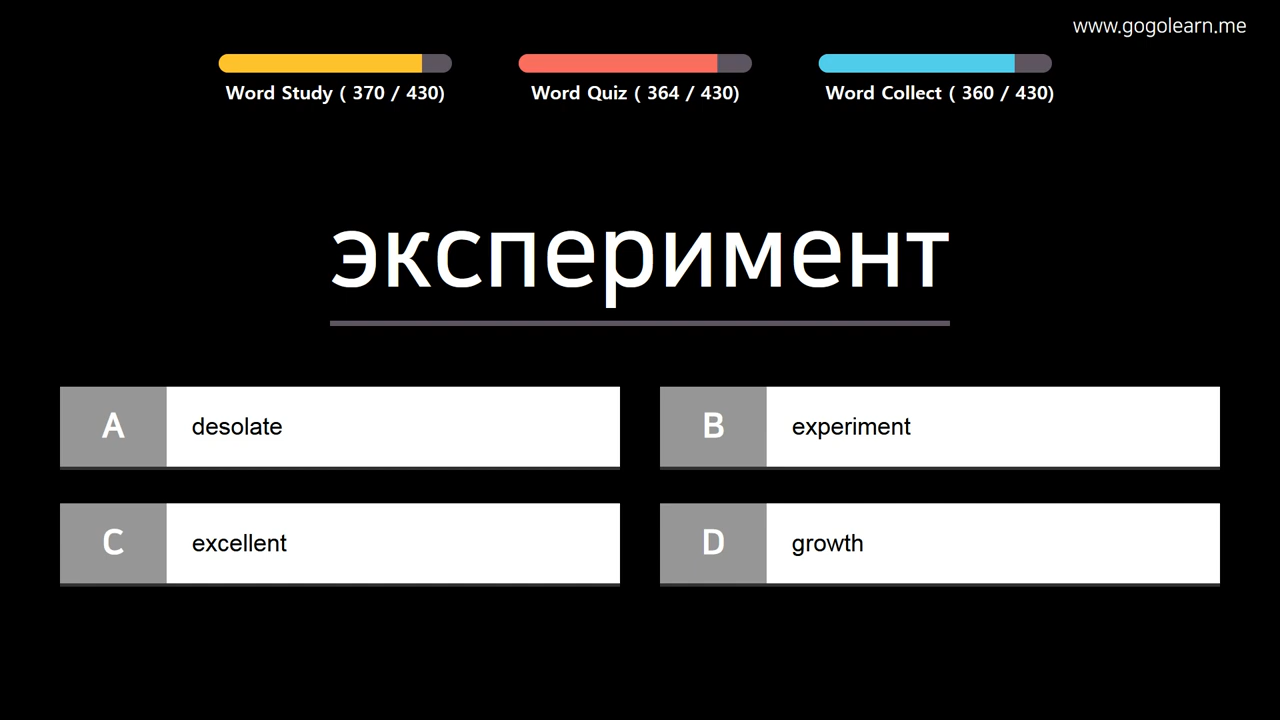 www.gogolearn.me
Word Study ( 370 / 430)
Word Quiz ( 364 / 430)
Word Collect ( 360 / 430)
эксперимент
A desolate
B experiment
C excellent
D growth